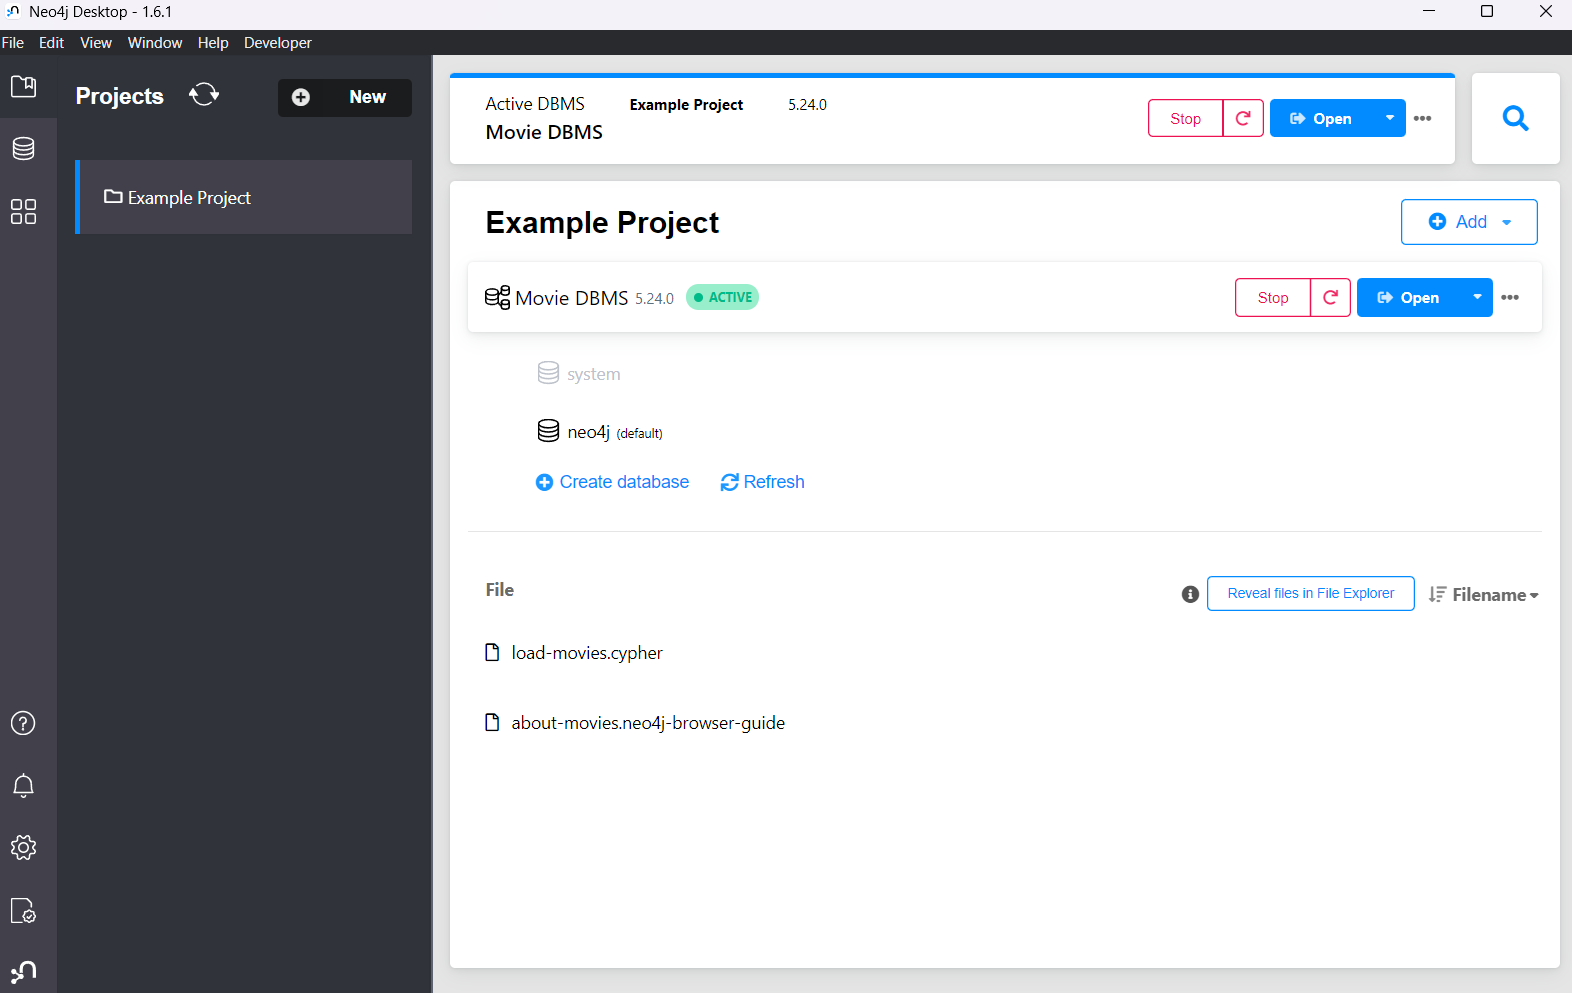 Neo4j Desktop - 1.6.1
File Edit View Window Help Developer
Projects
New
Example Project
Active DBMS Example Project 5.24.0
Movie DBMS
Stop
Open
Example Project
Add
Movie DBMS 5.24.0 ACTIVE
Stop
Open
system
neo4j (default)
Create database Refresh
File
Reveal files in File Explorer
Filename
load-movies.cypher
about-movies.neo4j-browser-guide